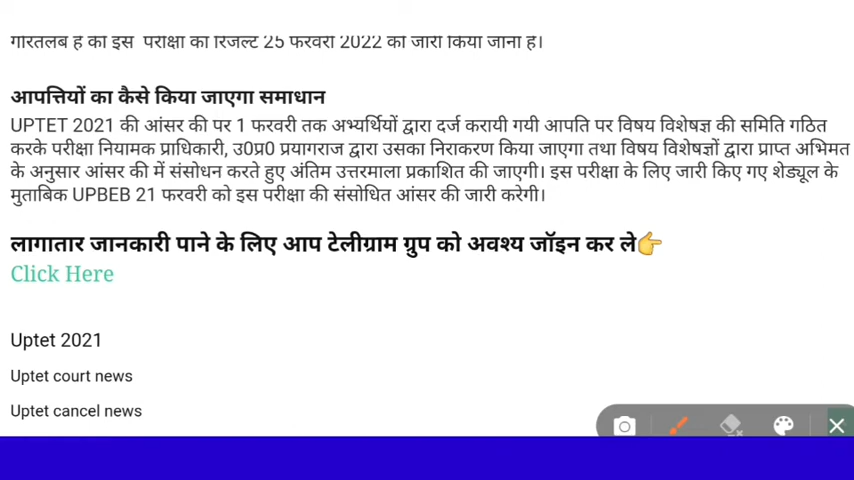 गौरतलब है की इस परीक्षा का रिजल्ट 25 फरवरी 2022 को जारी किया जाना है।
आपत्तियों का कैसे किया जाएगा समाधान
UPTET 2021 की आंसर की पर 1 फरवरी तक अभ्यर्थियों द्वारा दर्ज करायी गयी आपति पर विषय विशेषज्ञ की समिति गठित
करके परीक्षा नियामक प्राधिकारी, उ0प्र0 प्रयागराज द्वारा उसका निराकरण किया जाएगा तथा विषय विशेषज्ञों द्वारा प्राप्त अभिमत
के अनुसार आंसर की में संसोधन करते हुए अंतिम उत्तरमाला प्रकाशित की जाएगी। इस परीक्षा के लिए जारी किए गए शेड्यूल के
मुताबिक UPBEB 21 फरवरी को इस परीक्षा की संसोधित आंसर की जारी करेगी।
लागातार जानकारी पाने के लिए आप टेलीग्राम ग्रुप को अवश्य जॉइन कर ले👉
Click Here
Uptet 2021
Uptet court news
Uptet cancel news